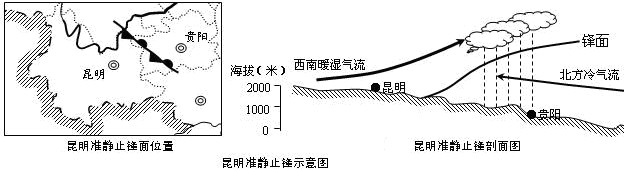 贵阳
昆明
昆明准静止锋面位置
海拔(米)
2000
1000
0
西南暖湿气流
昆明
锋面
北方冷气流
贵阳
昆明准静止锋剖面图
昆明准静止锋示意图